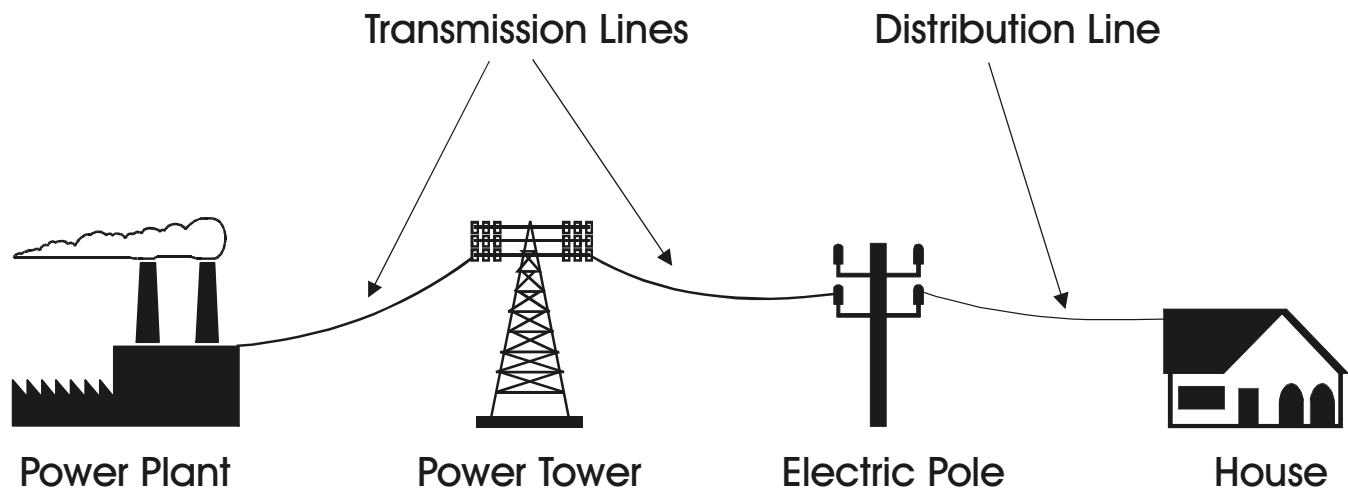 Transmission Lines
Distribution Line
Power Plant
Power Tower
Electric Pole
House